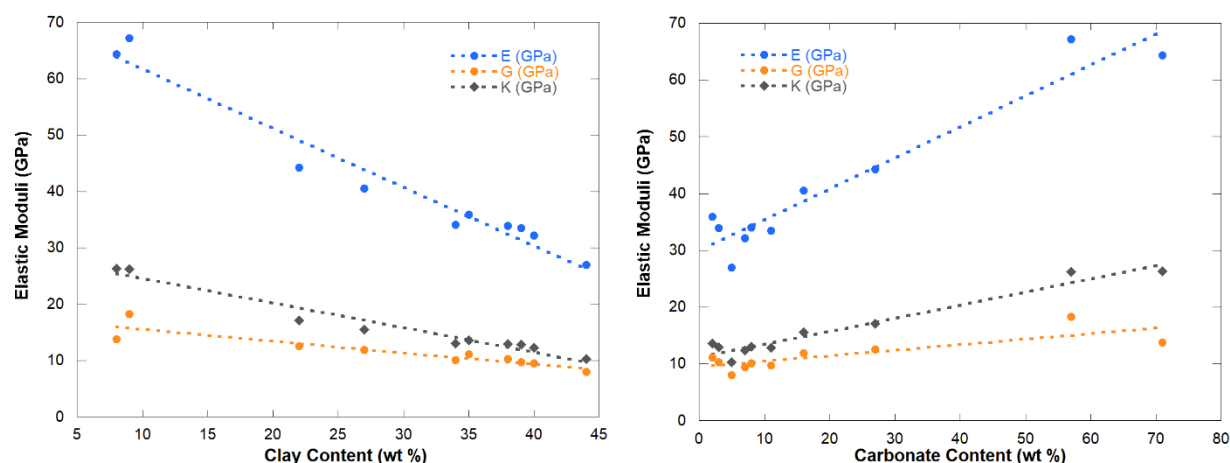 70
60
50
40
30
20
10
0
Elastic Moduli (GPa)
E (GPa)
G (GPa)
K (GPa)
5 10 15 20 25 30 35 40 45
Clay Content (wt %)
70
60
50
40
30
20
10
0
Elastic Moduli (GPa)
E (GPa)
G (GPa)
K (GPa)
0 10 20 30 40 50 60 70 80
Carbonate Content (wt %)